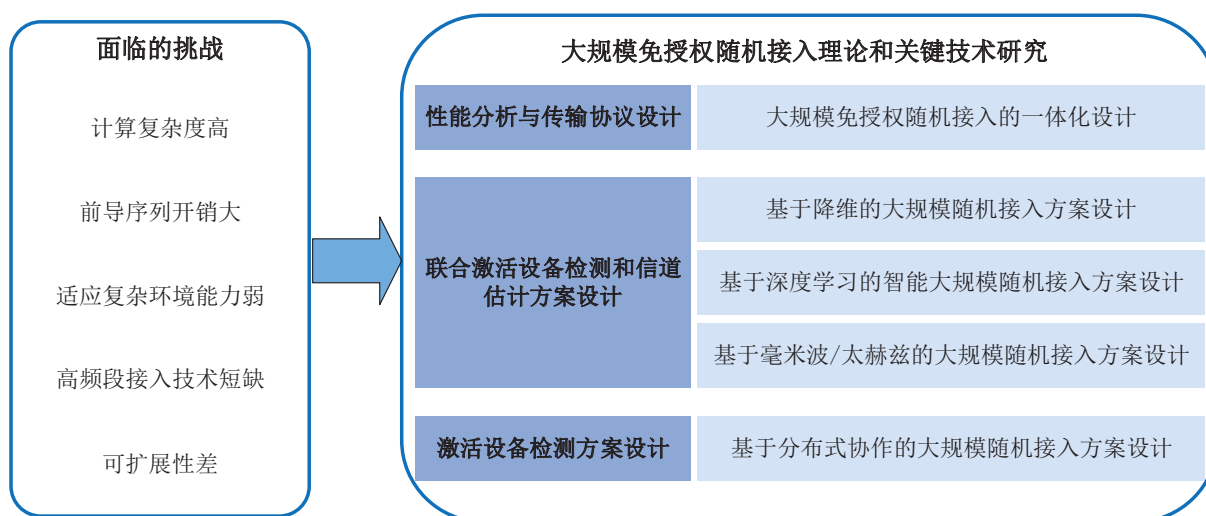 面临的挑战
计算复杂度高
前导序列开销大
适应复杂环境能力弱
高频段接入技术短缺
可扩展性差
大规模免授权随机接入理论和关键技术研究
性能分析与传输协议设计
大规模免授权随机接入的一体化设计
联合激活设备检测和信道
估计方案设计
基于降维的大规模随机接入方案设计
基于深度学习的智能大规模随机接入方案设计
基于毫米波/太赫兹的大规模随机接入方案设计
激活设备检测方案设计
基于分布式协作的大规模随机接入方案设计